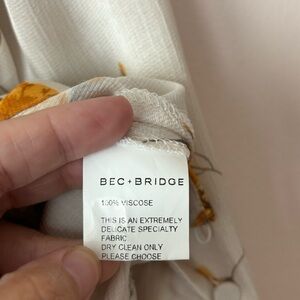 BEC+BRIDGE
100% VISCOSE
THIS IS AN EXTREMELY
DELICATE SPECIALTY
FABRIC
DRY CLEAN ONLY
PLEASE CHOOSE